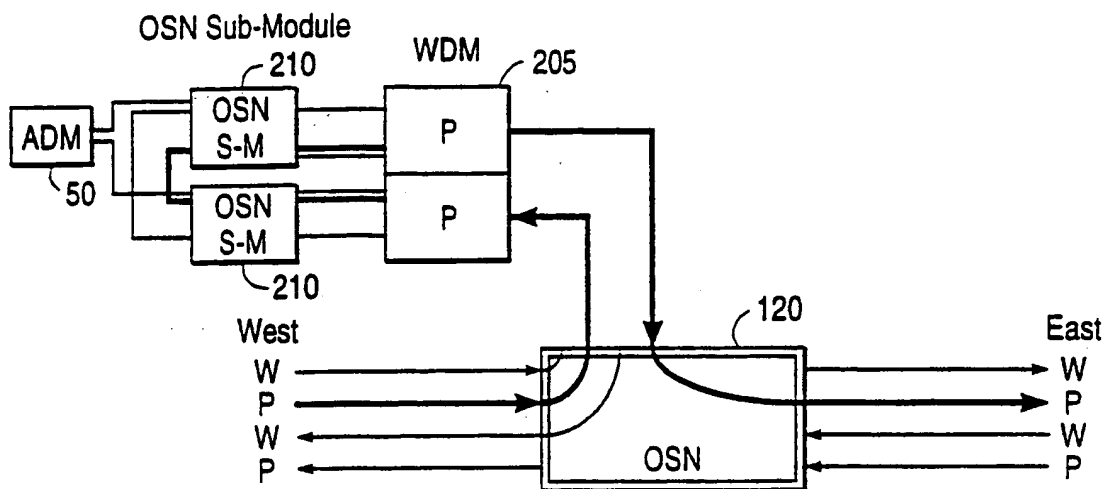 OSN Sub-Module
WDM
210
205
ADM
50
OSN
S-M
P
OSN
S-M
P
210
120
West
East
W
W
P
P
W
W
P
P
OSN